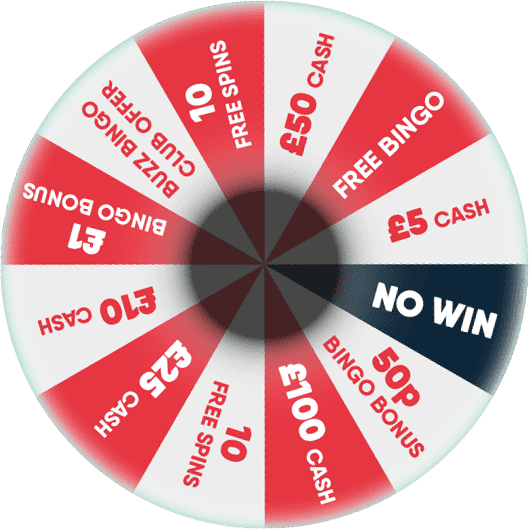 £50 CASH
FREE BINGO
£5 CASH
NO WIN
50p
BINGO BONUS
£100 CASH
10
FREE SPINS
£25 CASH
£10 CASH
£1
BINGO BONUS
BUZZ BINGO
CLUB OFFER
10
FREE SPINS